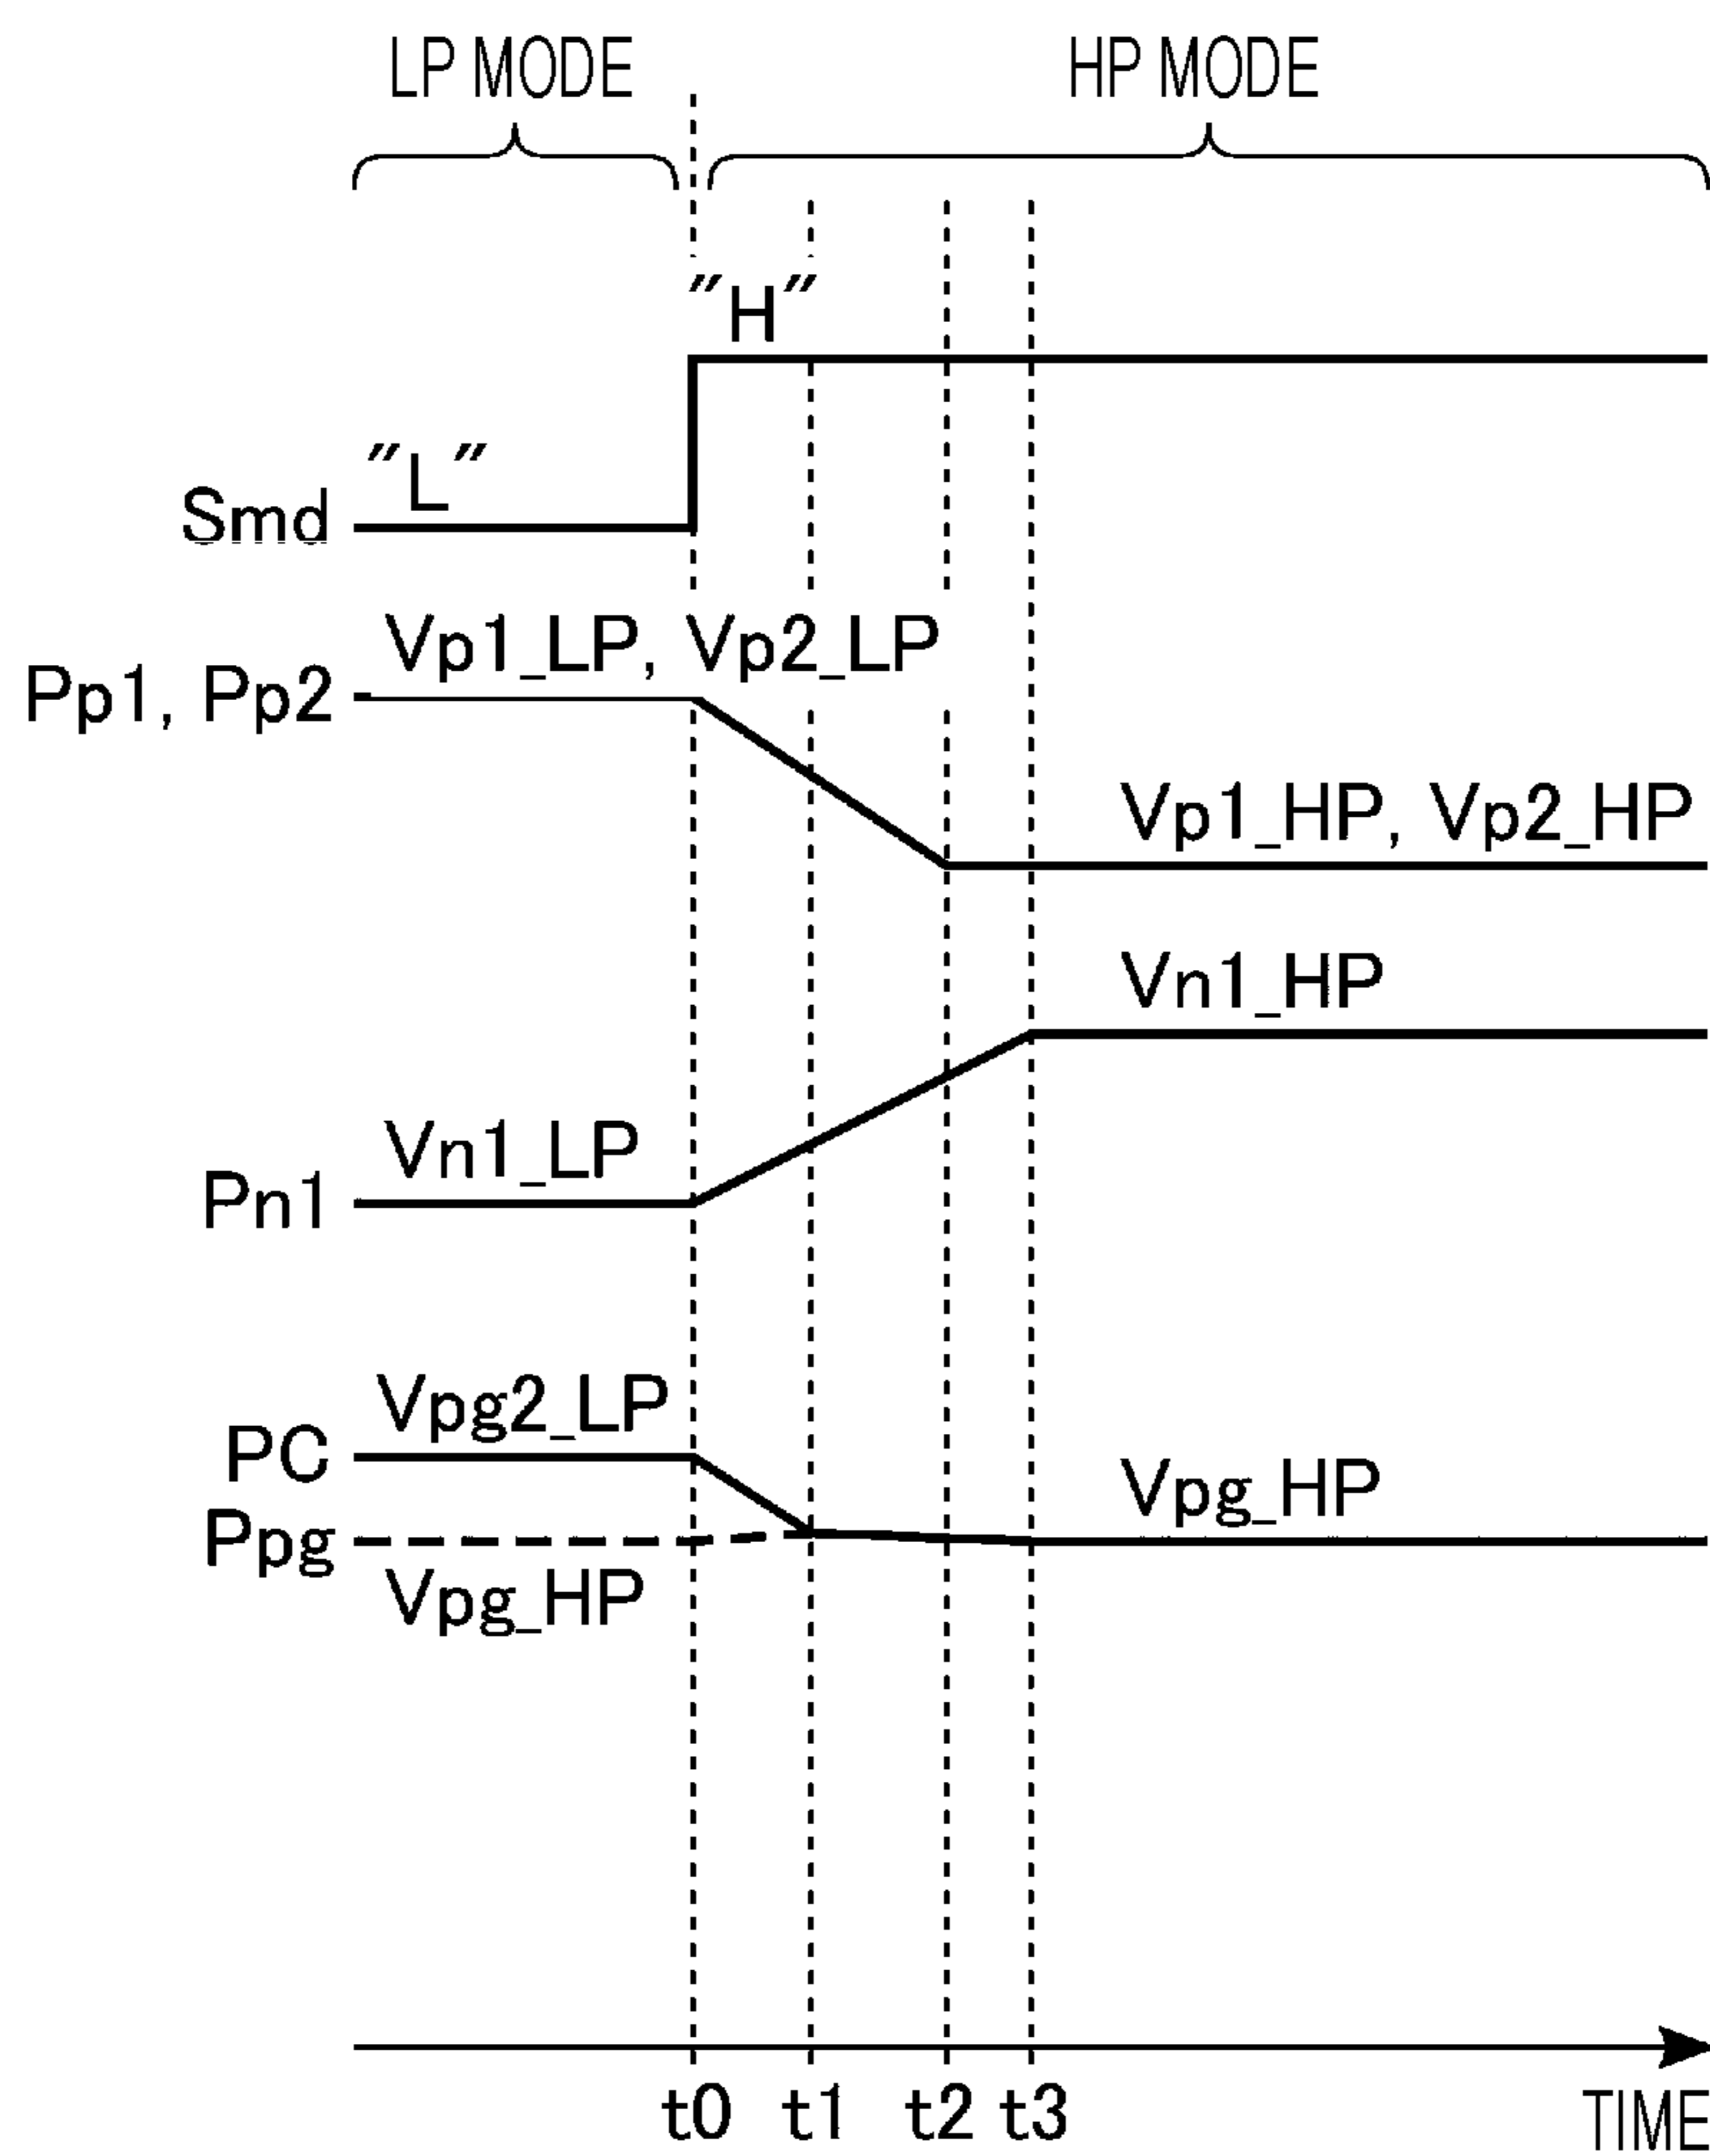 LP MODE HP MODE
"H"
"L"
Smd
Vp1_LP, Vp2_LP
Pp1, Pp2
Vp1_HP, Vp2_HP
Vn1_HP
Vn1_LP
Pn1
Vpg2_LP
PC
Vpg_HP
Ppg
Vpg_HP
t0 t1 t2 t3
TIME